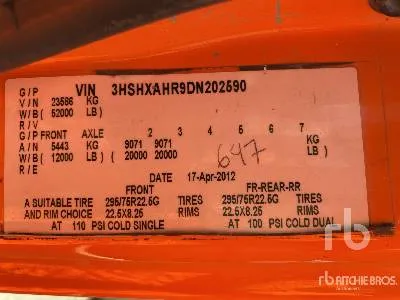 G/P VIN 3HSHXAHR9DN202590
V/N 23586 KG
W/B ( 52000 LB )
R/V
G/P FRONT AXLE 2 3 4 5 6 7
A/N 5443 KG 9071 9071 KG
W/B ( 12000 LB ) ( 20000 20000 LB )
R/E
647
DATE 17-Apr-2012
FRONT FR-REAR-RR
A SUITABLE TIRE 295/75R22.5G TIRES 295/75R22.5G TIRES
AND RIM CHOICE 22.5X8.25 RIMS 22.5X8.25 RIMS
AT 110 PSI COLD SINGLE AT 100 PSI COLD DUAL
rb
rb RITCHIE BROS.
Auctioneers